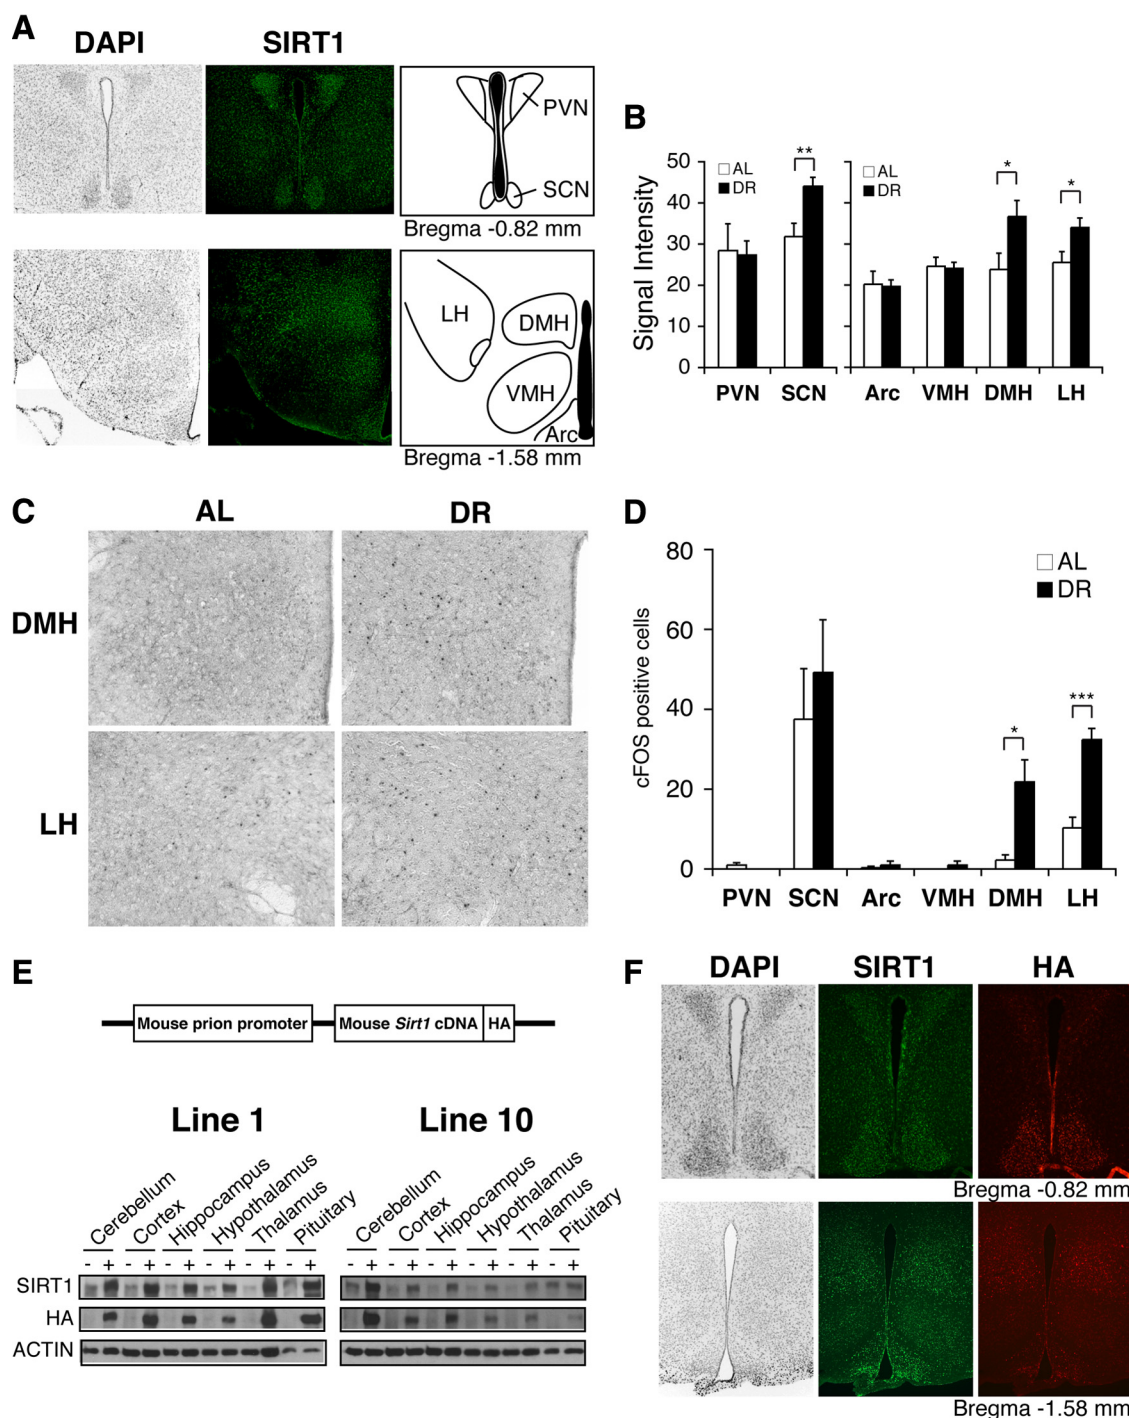 A
DAPI SIRT1
PVN
SCN
Bregma -0.82 mm
LH
DMH
VMH
Arc
Bregma -1.58 mm
B
Signal Intensity
50
40
30
20
10
0
AL
DR
**
AL
DR
*
*
PVN SCN Arc VMH DMH LH
C
AL DR
DMH
LH
D
cFOS positive cells
80
60
40
20
0
AL
DR
*
***
PVN SCN Arc VMH DMH LH
E
Mouse prion promoter Mouse Sirt1 cDNA HA
Line 1 Line 10
Cerebellum Cortex Hippocampus Hypothalamus Thalamus Pituitary Cerebellum Cortex Hippocampus Hypothalamus Thalamus Pituitary
- + - + - + - + - + - + - + - + - + - + - + - +
SIRT1
HA
ACTIN
F
DAPI SIRT1 HA
Bregma -0.82 mm
Bregma -1.58 mm